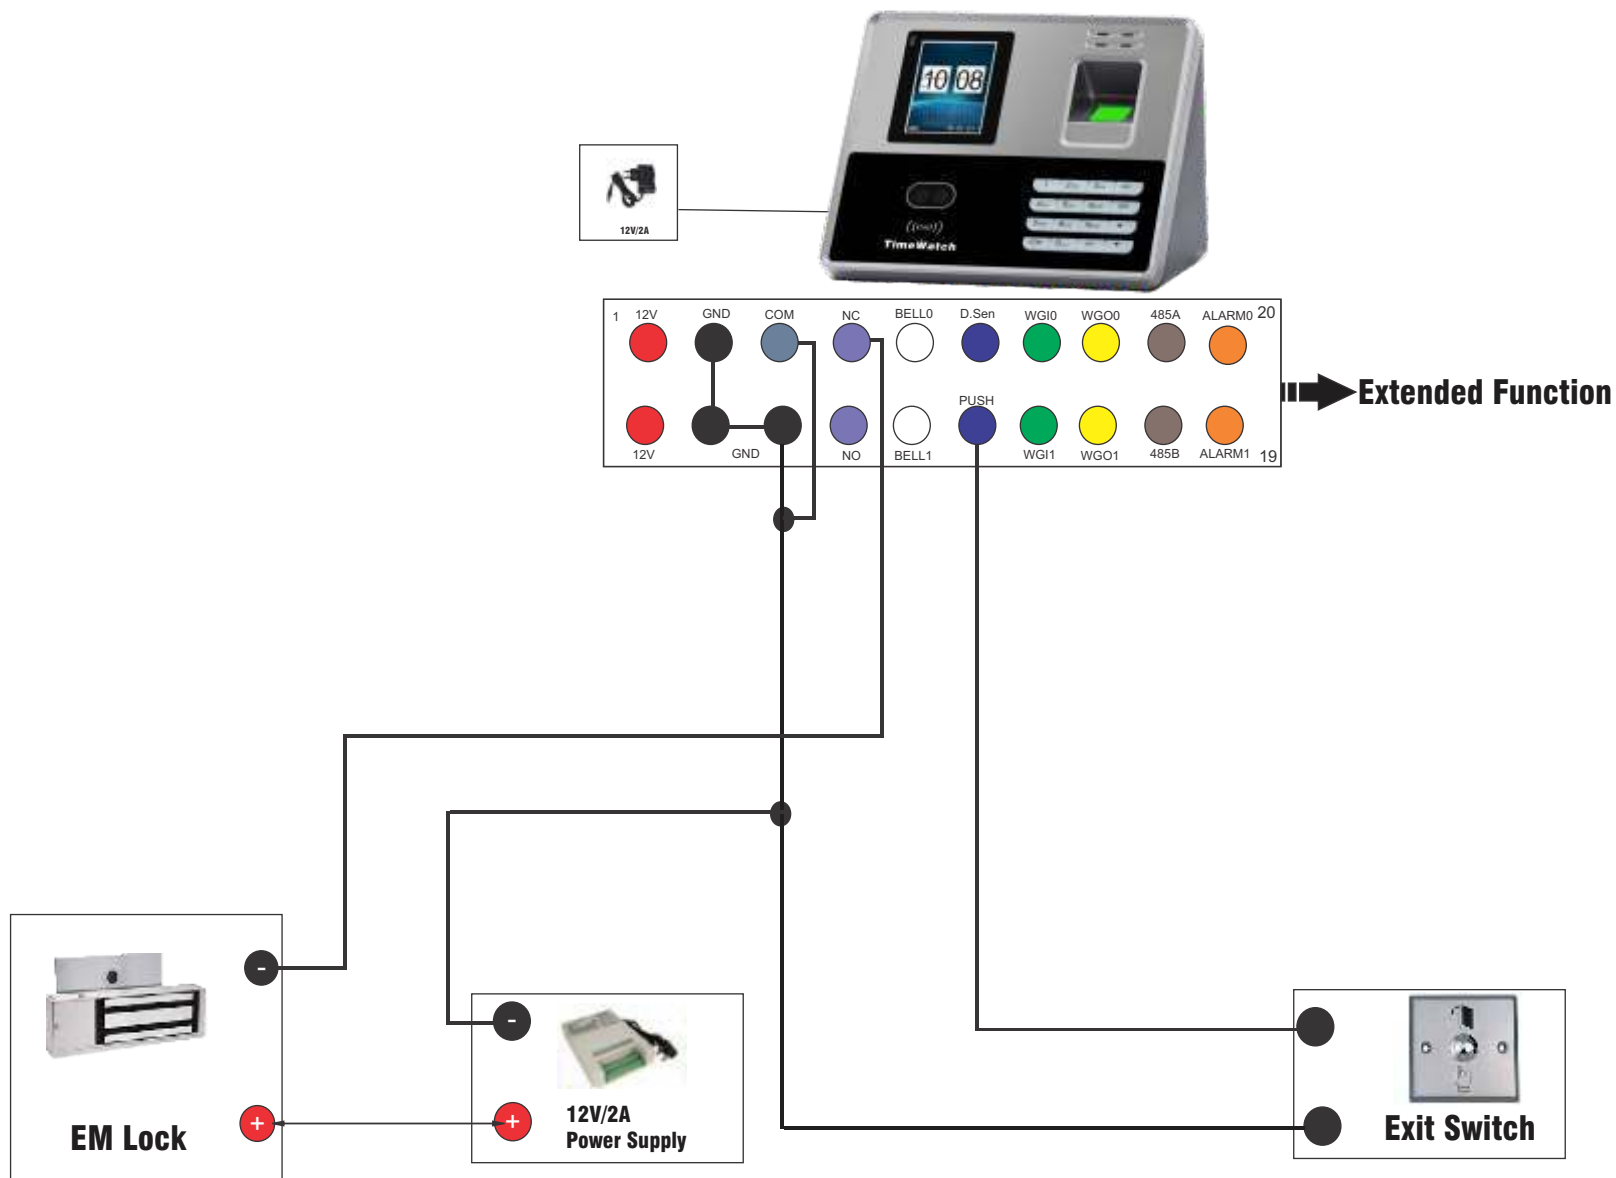 10 08
12V/2A
TimeWatch
1 12V GND COM NC BELL0 D.Sen WGI0 WGO0 485A ALARM0 20
PUSH
12V GND NO BELL1 WGI1 WGO1 485B ALARM1 19
Extended Function
-
-
+
+
EM Lock
12V/2A
Power Supply
Exit Switch